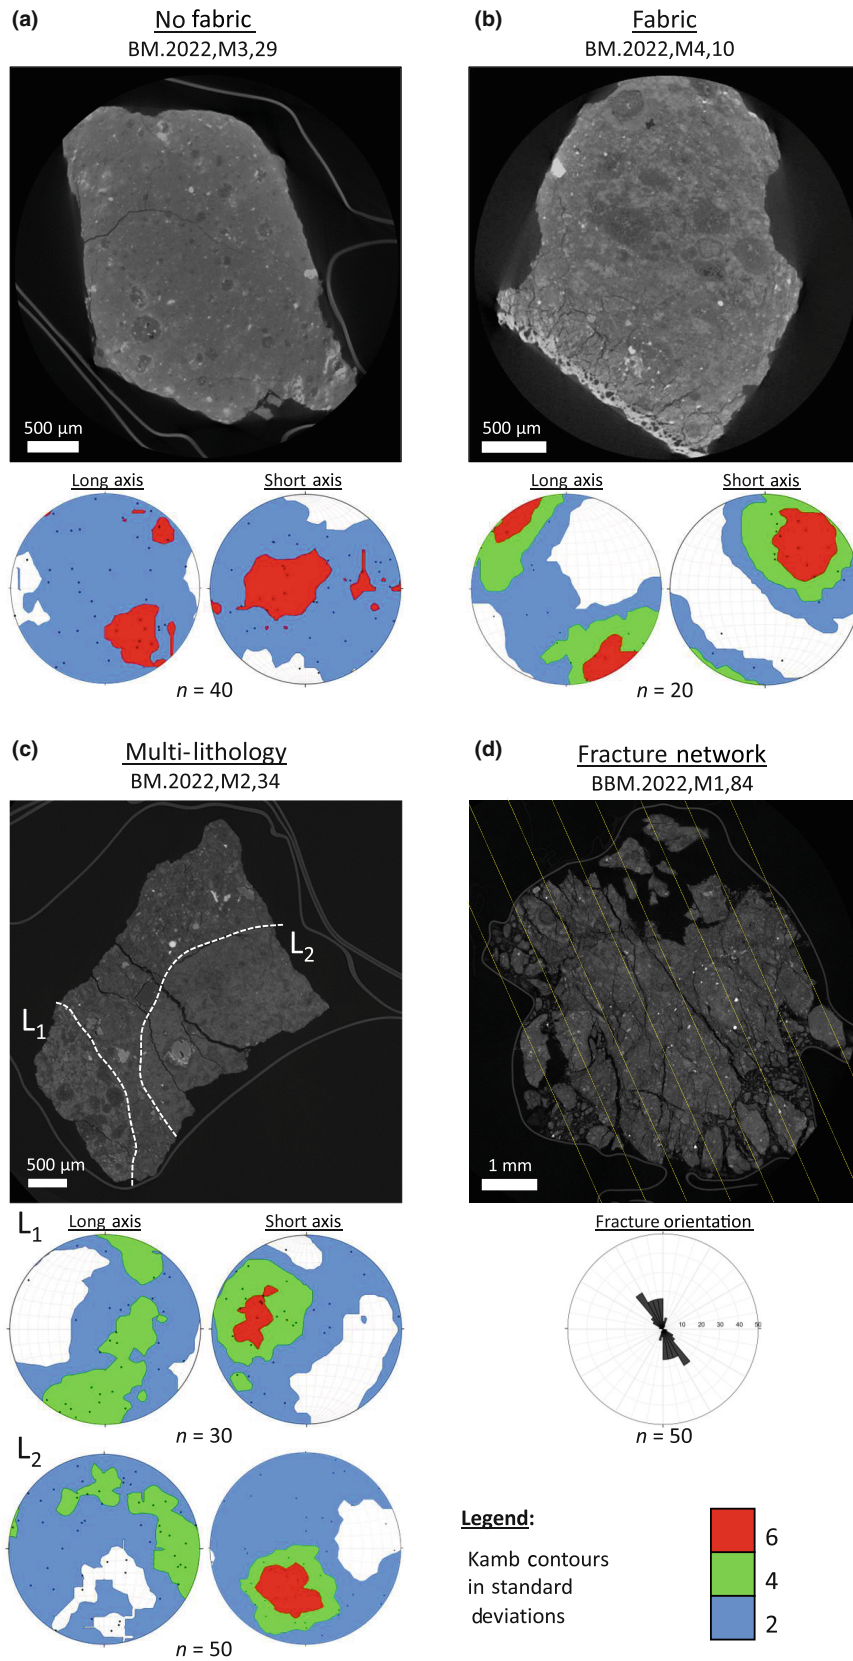 (a)
No fabric
BM.2022,M3,29
500 µm
Long axis
Short axis
n = 40
(b)
Fabric
BM.2022,M4,10
500 µm
Long axis
Short axis
n = 20
(c)
Multi-lithology
BM.2022,M2,34
L2
L1
500 µm
L1
Long axis
Short axis
n = 30
L2
n = 50
(d)
Fracture network
BBM.2022,M1,84
1 mm
Fracture orientation
10 20 30 40 50
n = 50
Legend:
Kamb contours
in standard
deviations
6
4
2